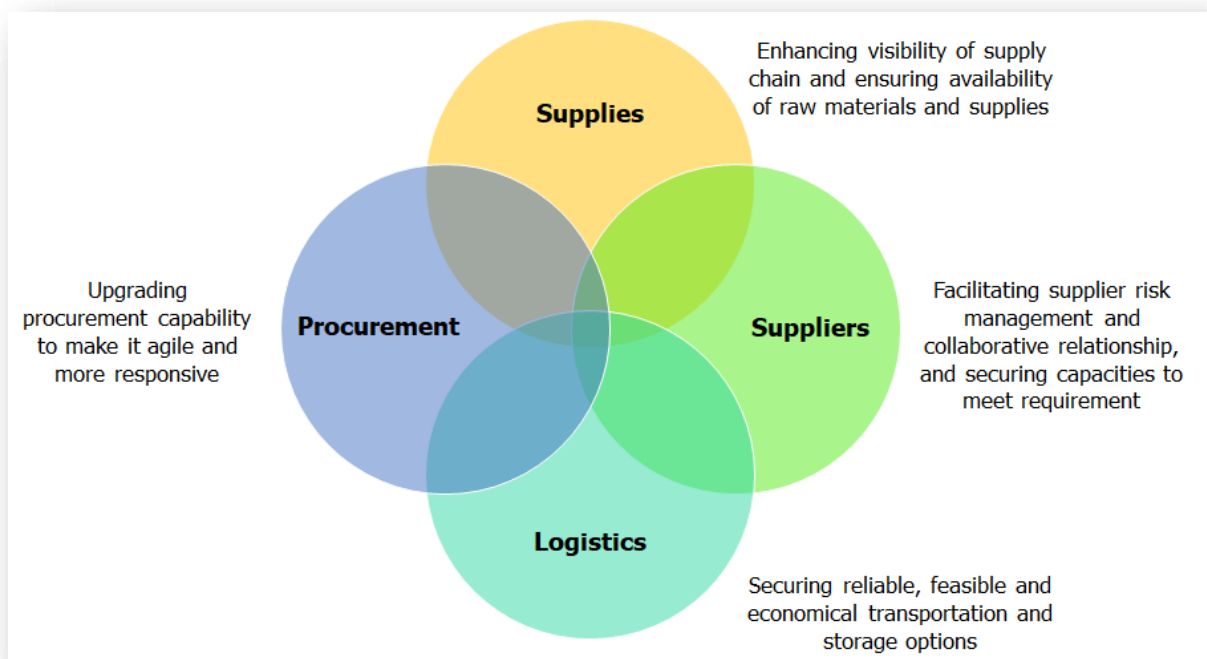 Enhancing visibility of supply
chain and ensuring availability
of raw materials and supplies
Supplies
Upgrading
procurement capability
to make it agile and
more responsive
Procurement
Suppliers
Facilitating supplier risk
management and
collaborative relationship,
and securing capacities to
meet requirement
Logistics
Securing reliable, feasible and
economical transportation and
storage options